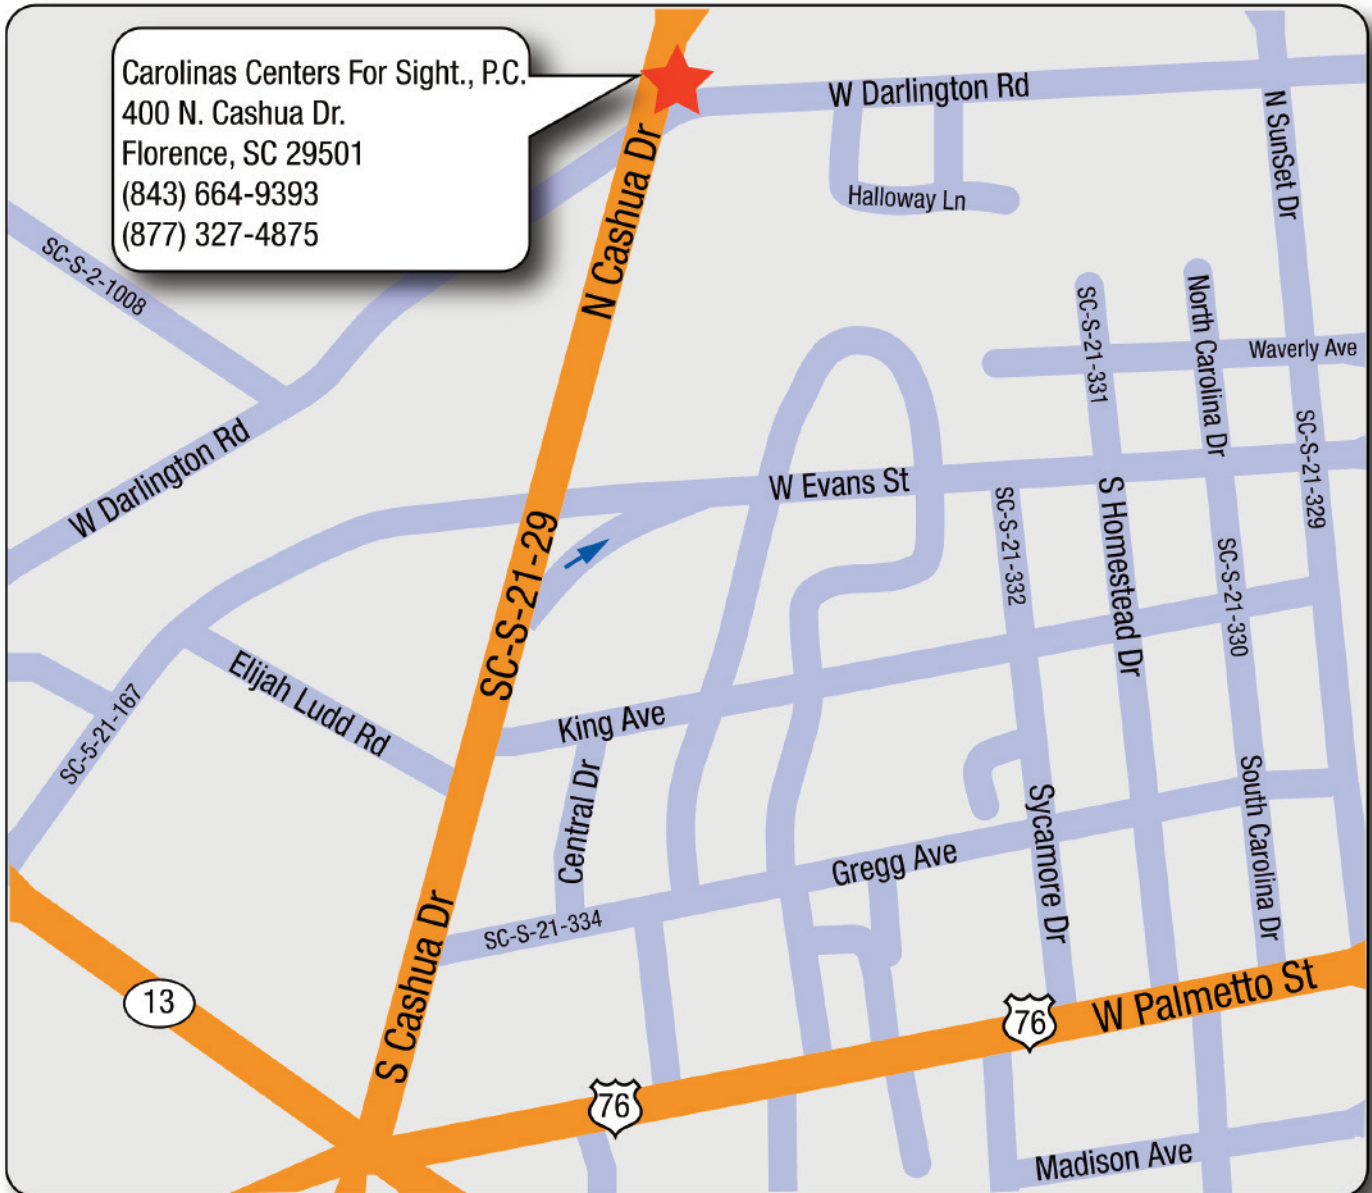 Carolinas Centers For Sight., P.C.
400 N. Cashua Dr.
Florence, SC 29501
(843) 664-9393
(877) 327-4875
W Darlington Rd
N SunSet Dr
Halloway Ln
N Cashua Dr
SC-S-2-1008
SC-S-21-331
North Carolina Dr
Waverly Ave
W Darlington Rd
SC-S-21-329
W Evans St
SC-S-21-332
S Homestead Dr
SC-S-21-330
SC-S-21-29
Elijah Ludd Rd
SC-5-21-167
King Ave
Central Dr
Sycamore Dr
South Carolina Dr
Gregg Ave
SC-S-21-334
S Cashua Dr
13
76
W Palmetto St
76
Madison Ave